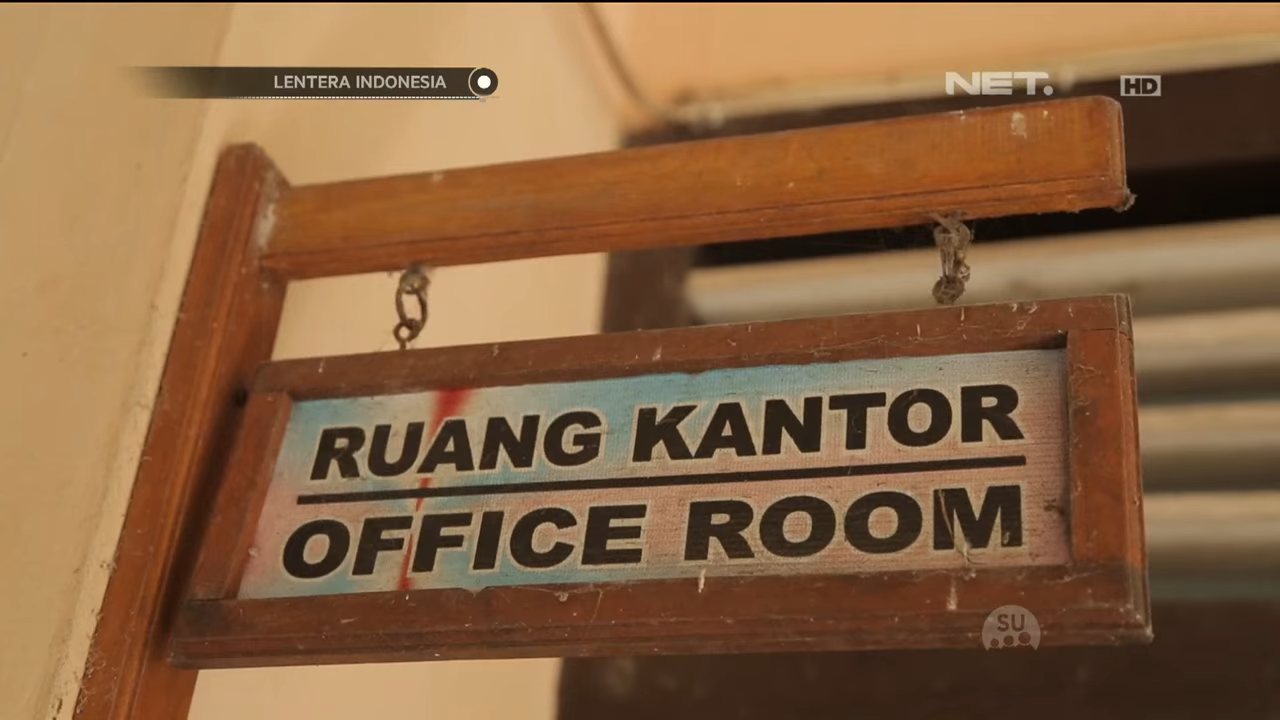 LENTERA INDONESIA
NET.
HD
RUANG KANTOR
OFFICE ROOM
SU